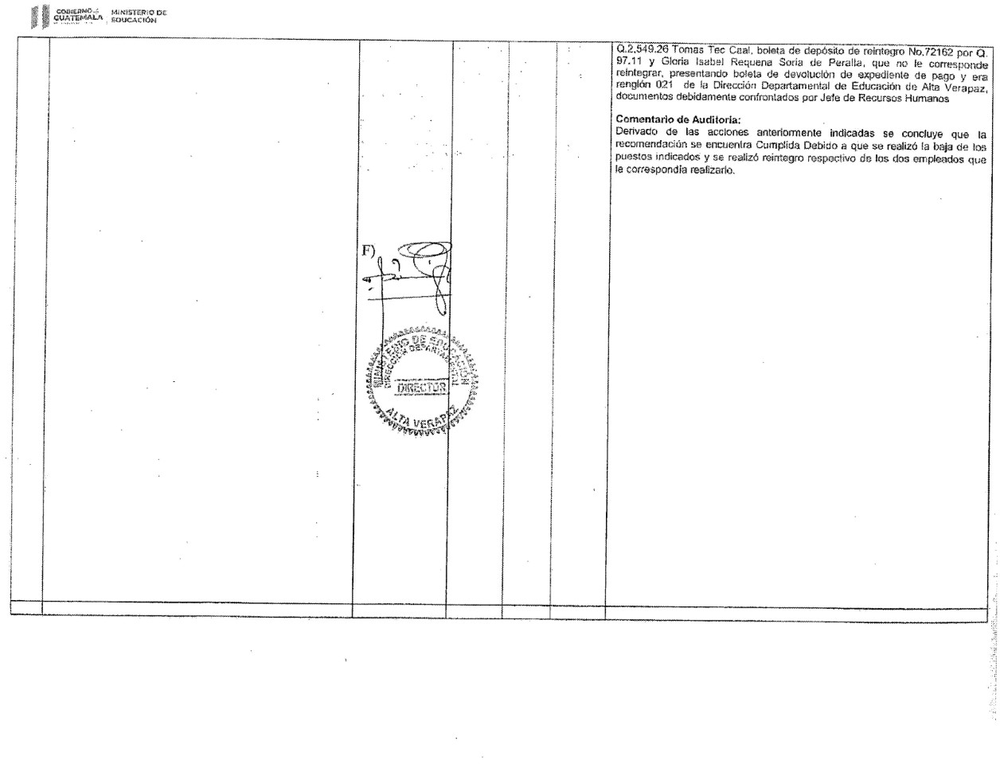 GOBIERNO de GUATEMALA
MINISTERIO DE EDUCACIÓN
Q.2,549.26 Tomas Tec Caal, boleta de depósito de reintegro No.72162 por Q.
97.11 y Gloria Isabel Requena Soria de Peralta, que no le corresponde
reintegrar, presentando boleta de devolución de expediente de pago y era
renglón 021 de la Dirección Departamental de Educación de Alta Verapaz,
documentos debidamente confrontados por Jefe de Recursos Humanos
Comentario de Auditoria:
Derivado de las acciones anteriormente indicadas se concluye que la
recomendación se encuentra Cumplida Debido a que se realizó la baja de los
puestos indicados y se realizó reintegro respectivo de los dos empleados que
le correspondía realizarlo.
F)
MINISTERIO DE EDUCACIÓN
DIRECCIÓN DEPARTAMENTAL
DIRECTOR
ALTA VERAPAZ